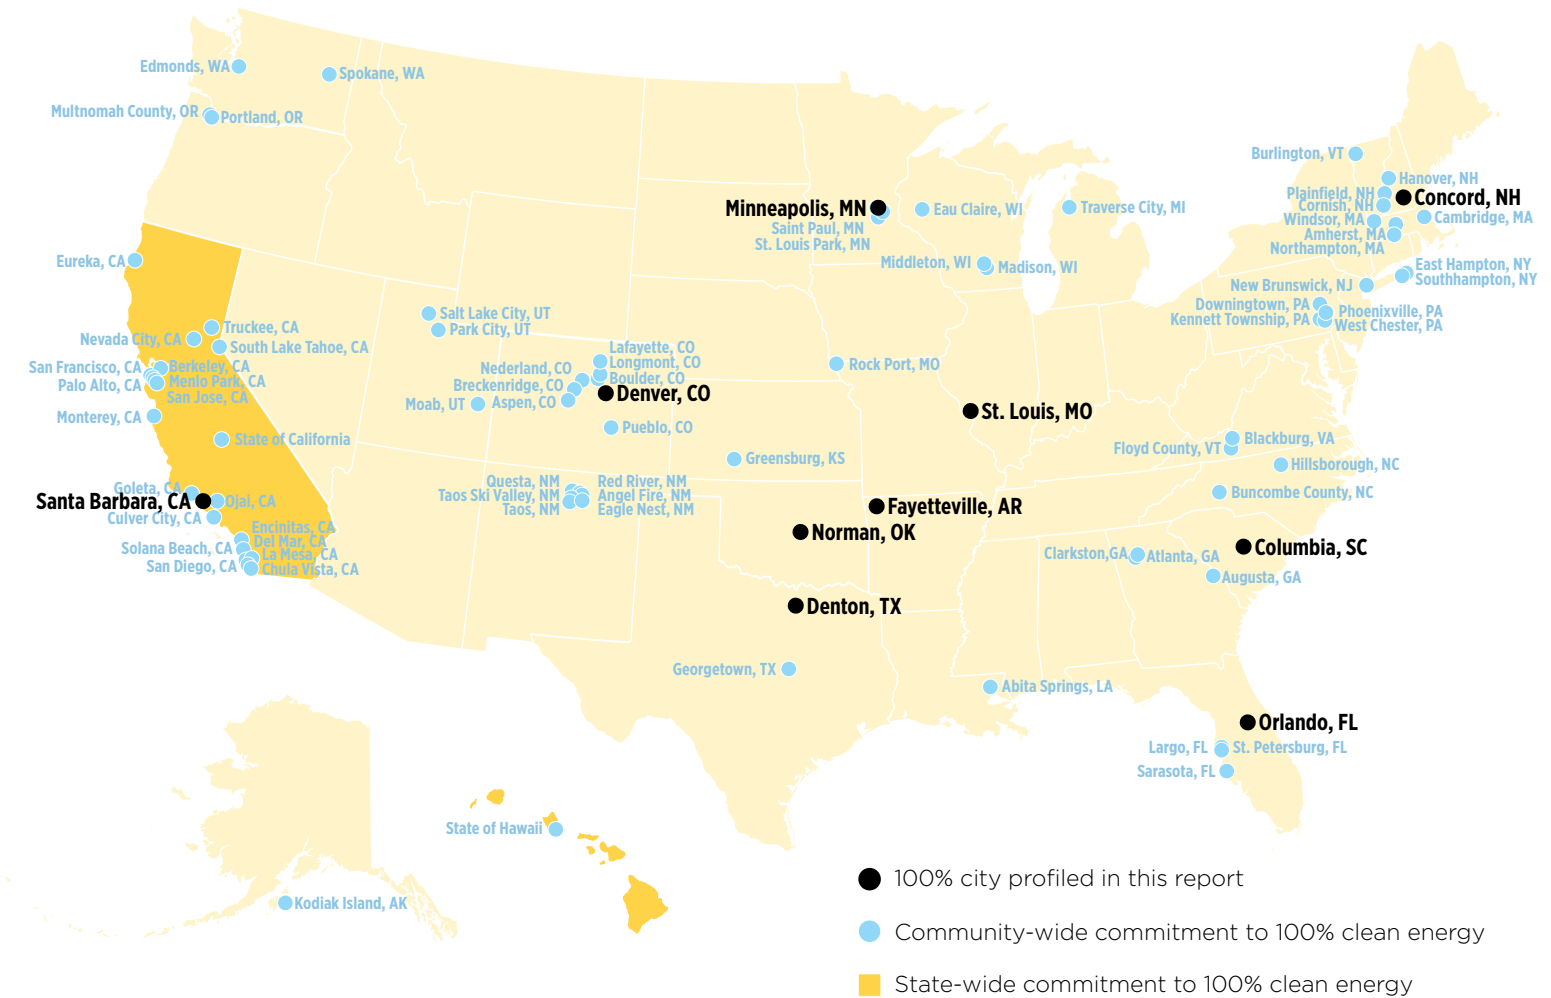 Edmonds, WA
Spokane, WA
Multnomah County, OR
Portland, OR
Burlington, VT
Hanover, NH
Plainfield, NH
Concord, NH
Cornish, NH
Minneapolis, MN
Eau Claire, WI
Traverse City, MI
Windsor, MA
Cambridge, MA
Saint Paul, MN
Amherst, MA
St. Louis Park, MN
Northampton, MA
Eureka, CA
Middleton, WI
Madison, WI
East Hampton, NY
Southhampton, NY
New Brunswick, NJ
Downingtown, PA
Phoenixville, PA
Kennett Township, PA
West Chester, PA
Salt Lake City, UT
Park City, UT
Truckee, CA
Nevada City, CA
South Lake Tahoe, CA
Lafayette, CO
Longmont, CO
Nederland, CO
Boulder, CO
Breckenridge, CO
Denver, CO
Aspen, CO
Moab, UT
Rock Port, MO
San Francisco, CA
Berkeley, CA
Palo Alto, CA
Menlo Park, CA
San Jose, CA
Monterey, CA
St. Louis, MO
Pueblo, CO
State of California
Blackburg, VA
Floyd County, VT
Greensburg, KS
Hillsborough, NC
Questa, NM
Red River, NM
Taos Ski Valley, NM
Angel Fire, NM
Taos, NM
Eagle Nest, NM
Buncombe County, NC
Goleta, CA
Santa Barbara, CA
Ojai, CA
Culver City, CA
Fayetteville, AR
Norman, OK
Encinitas, CA
Del Mar, CA
Solana Beach, CA
La Mesa, CA
San Diego, CA
Chula Vista, CA
Columbia, SC
Clarkston,GA
Atlanta, GA
Augusta, GA
Denton, TX
Georgetown, TX
Abita Springs, LA
Orlando, FL
Largo, FL
St. Petersburg, FL
Sarasota, FL
State of Hawaii
Kodiak Island, AK
100% city profiled in this report
Community-wide commitment to 100% clean energy
State-wide commitment to 100% clean energy